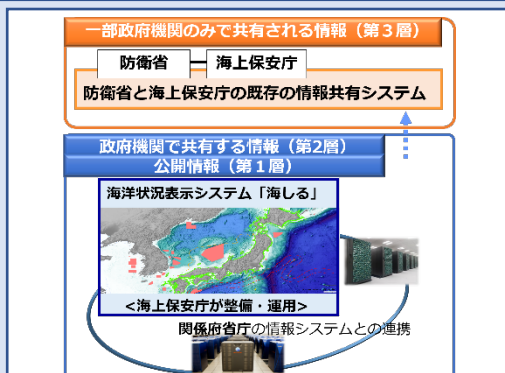 一部政府機関のみで共有される情報（第３層）
防衛省 海上保安庁
防衛省と海上保安庁の既存の情報共有システム
政府機関で共有する情報（第2層）
公開情報（第１層）
海洋状況表示システム「海しる」
<海上保安庁が整備・運用>
関係府省庁の情報システムとの連携